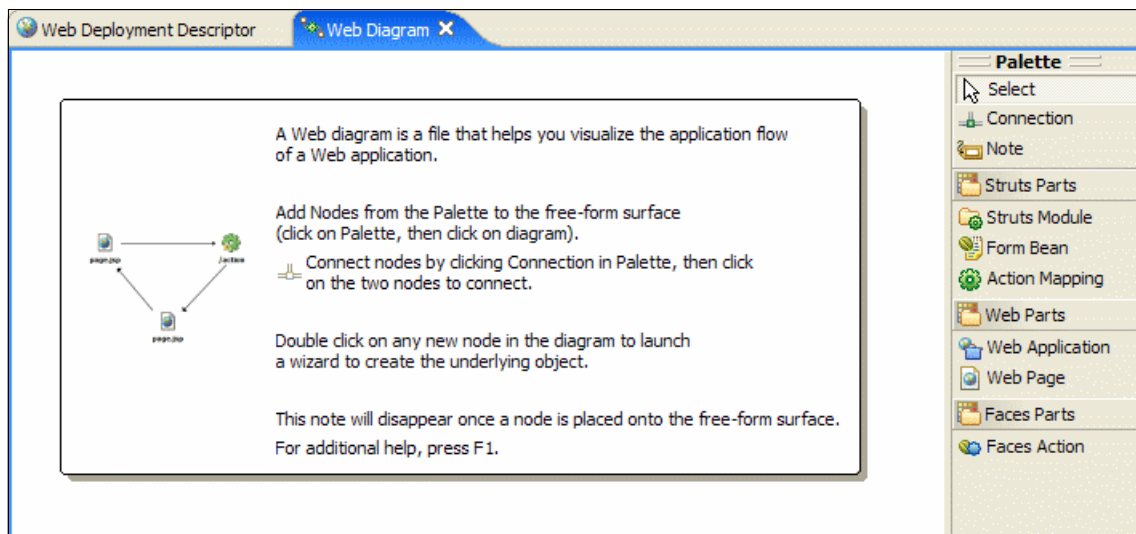 Web Deployment Descriptor
Web Diagram
A Web diagram is a file that helps you visualize the application flow
of a Web application.
Add Nodes from the Palette to the free-form surface
(click on Palette, then click on diagram).
Connect nodes by clicking Connection in Palette, then click
on the two nodes to connect.
Double click on any new node in the diagram to launch
a wizard to create the underlying object.
This note will disappear once a node is placed onto the free-form surface.
For additional help, press F1.
page.jsp
/action
page.jsp
Palette
Select
Connection
Note
Struts Parts
Struts Module
Form Bean
Action Mapping
Web Parts
Web Application
Web Page
Faces Parts
Faces Action